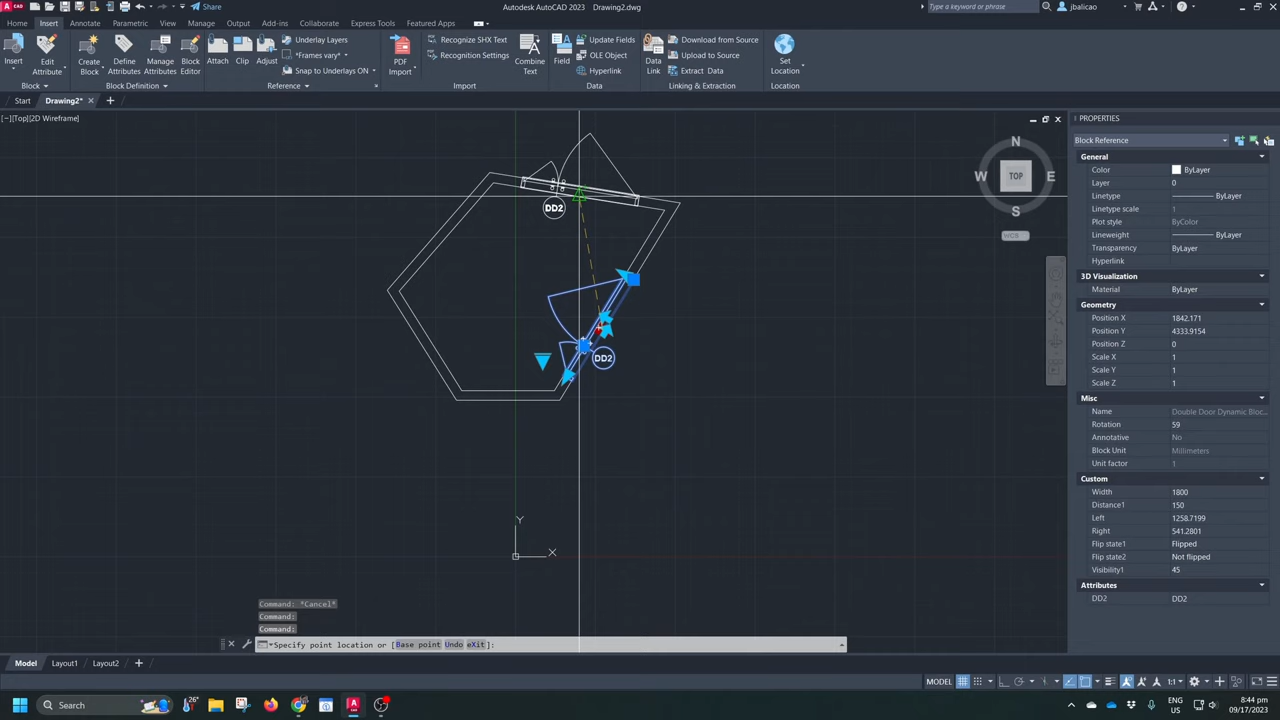 CAD
Share
Autodesk AutoCAD 2023
Drawing2.dwg
Type a keyword or phrase
jbalicao
Home
Insert
Annotate
Parametric
View
Manage
Output
Add-ins
Collaborate
Express Tools
Featured Apps
Insert
Edit
Attribute
Create
Block
Define
Attributes
Manage
Attributes
Block
Editor
Attach
Clip
Adjust
Underlay Layers
*Frames vary*
Snap to Underlays ON
PDF
Import
Recognize SHX Text
Recognition Settings
Combine
Text
Field
Update Fields
OLE Object
Hyperlink
Data
Link
Download from Source
Upload to Source
Extract Data
Set
Location
Block
Block Definition
Reference
Import
Data
Linking & Extraction
Location
Start
Drawing2*
[−][Top][2D Wireframe]
N
W
TOP
E
S
WCS
DD2
DD2
Y
X
PROPERTIES
Block Reference
General
Color ByLayer
Layer 0
Linetype ByLayer
Linetype scale 1
Plot style ByColor
Lineweight ByLayer
Transparency ByLayer
Hyperlink
3D Visualization
Material ByLayer
Geometry
Position X 1842.171
Position Y 4333.9154
Position Z 0
Scale X 1
Scale Y 1
Scale Z 1
Misc
Name Double Door Dynamic Bloc...
Rotation 59
Annotative No
Block Unit Millimeters
Unit factor 1
Custom
Width 1800
Distance1 150
Left 1258.7199
Right 541.2801
Flip state1 Flipped
Flip state2 Not flipped
Visibility1 45
Attributes
DD2 DD2
Command: *Cancel*
Command:
Command:
Specify point location or [Base point Undo eXit]:
Model
Layout1
Layout2
MODEL
1:1
Search
26°
ENG
US
8:44 pm
09/17/2023